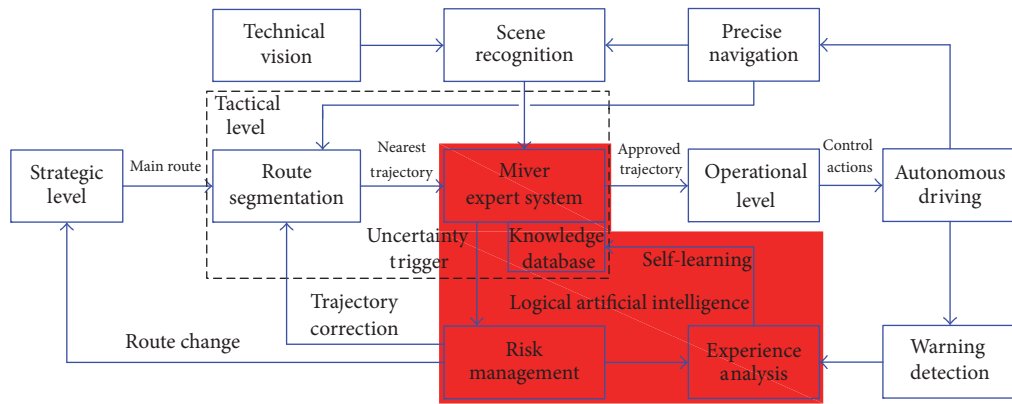 Technical
vision
Scene
recognition
Precise
navigation
Tactical
level
Strategic
level
Main route
Route
segmentation
Nearest
trajectory
Miver
expert system
Approved
trajectory
Operational
level
Control
actions
Autonomous
driving
Uncertainty
trigger
Knowledge
database
Self-learning
Logical artificial intelligence
Trajectory
correction
Route change
Risk
management
Experience
analysis
Warning
detection